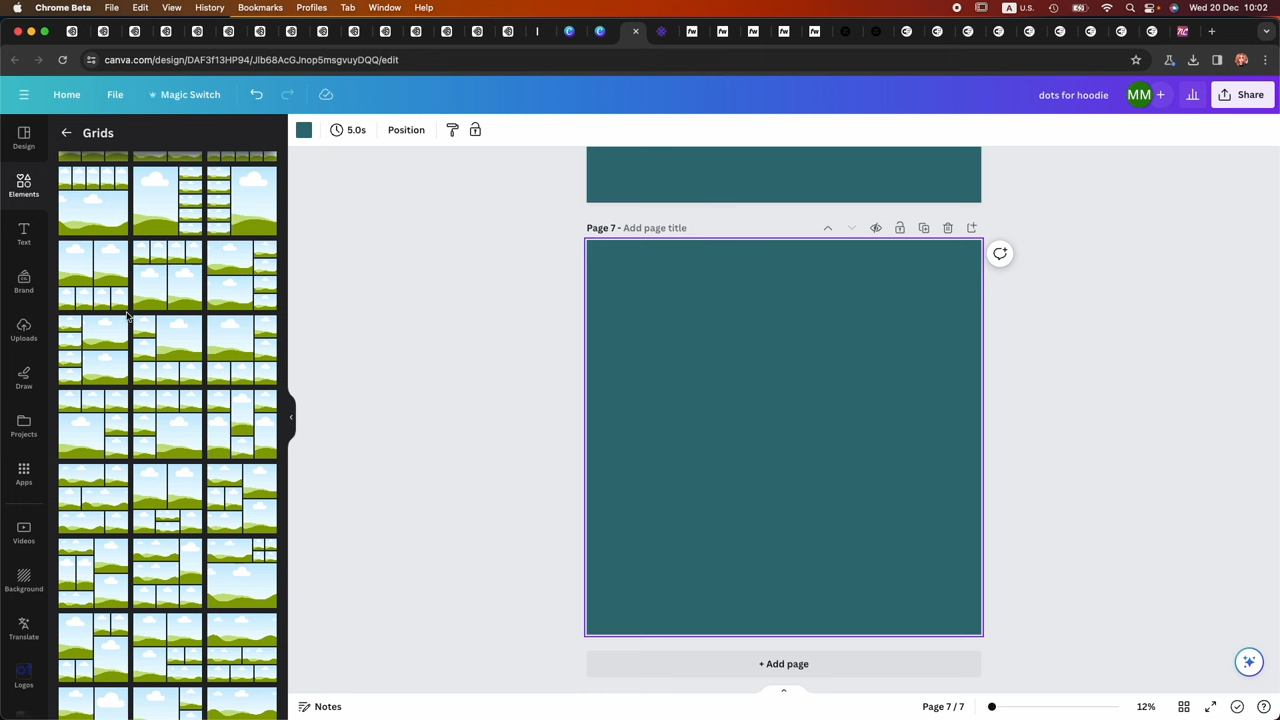 Chrome Beta File Edit View History Bookmarks Profiles Tab Window Help A U.S. Wed 20 Dec 10:02
canva.com/design/DAF3f13HP94/JIb68AcGJnop5msgvuyDQQ/edit
Home File Magic Switch dots for hoodie MM Share
Design
Grids
5.0s Position
Elements
Text
Page 7 - Add page title
Brand
Uploads
Draw
Projects
Apps
Videos
Background
Translate
Logos
+ Add page
Notes Page 7 / 7 12%